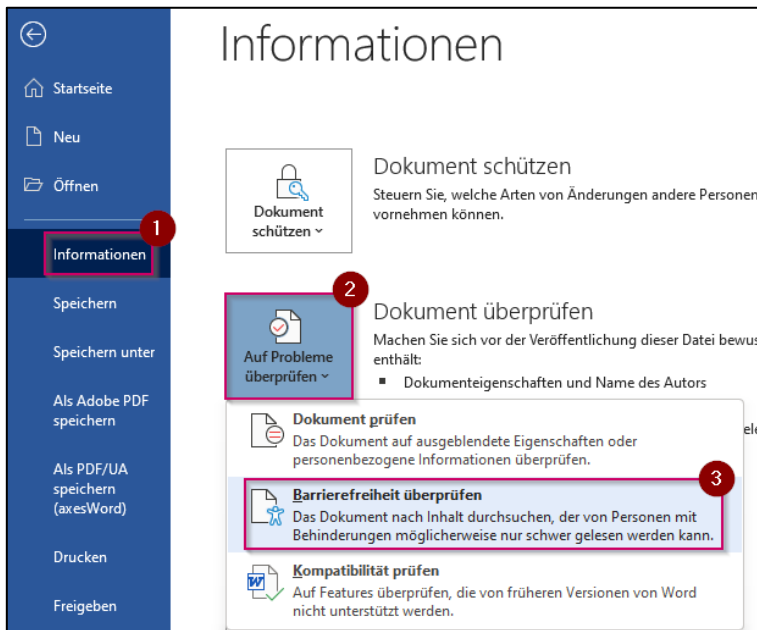 Informationen
Startseite
Neu
Öffnen
1
Informationen
Speichern
Speichern unter
Als Adobe PDF
speichern
Als PDF/UA
speichern
(axesWord)
Drucken
Freigeben
Dokument
schützen
Dokument schützen
Steuern Sie, welche Arten von Änderungen andere Personen
vornehmen können.
2
Auf Probleme
überprüfen
Dokument überprüfen
Machen Sie sich vor der Veröffentlichung dieser Datei bewus
enthält:
Dokumenteigenschaften und Name des Autors
ele
Dokument prüfen
Das Dokument auf ausgeblendete Eigenschaften oder
personenbezogene Informationen überprüfen.
3
Barrierefreiheit überprüfen
Das Dokument nach Inhalt durchsuchen, der von Personen mit
Behinderungen möglicherweise nur schwer gelesen werden kann.
Kompatibilität prüfen
Auf Features überprüfen, die von früheren Versionen von Word
nicht unterstützt werden.